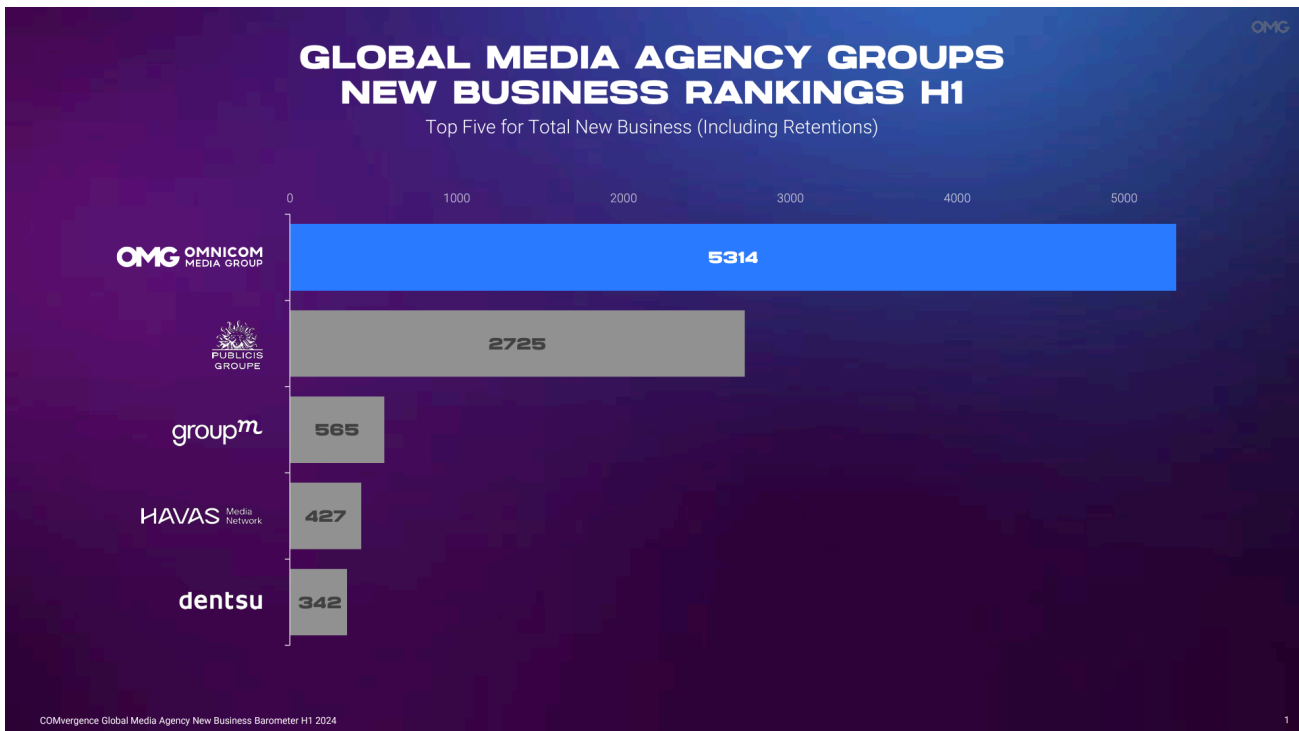 OMG
GLOBAL MEDIA AGENCY GROUPS
NEW BUSINESS RANKINGS H1
Top Five for Total New Business (Including Retentions)
0 1000 2000 3000 4000 5000
OMG OMNICOM
MEDIA GROUP
5314
PUBLICIS
GROUPE
2725
groupm
565
HAVAS Media
Network
427
dentsu
342
COMvergence Global Media Agency New Business Barometer H1 2024
1